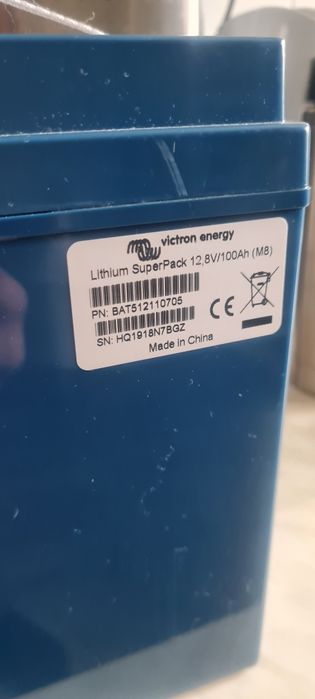 victron energy
Lithium SuperPack 12,8V/100Ah (M8)
PN: BAT512110705
SN: HQ1918N7BGZ
Made in China
CE